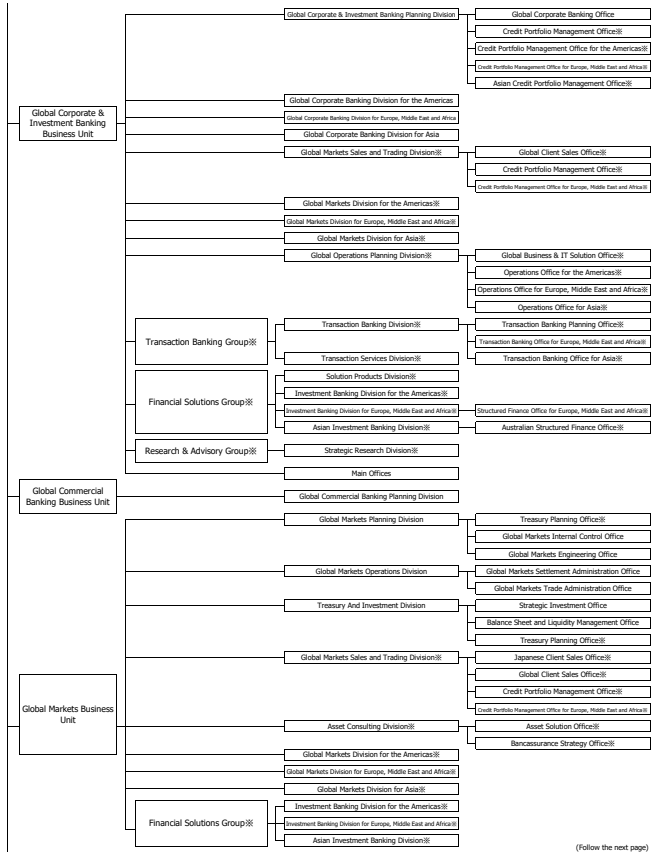 Global Corporate & Investment Banking Planning Division
Global Corporate Banking Office
Credit Portfolio Management Office※
Credit Portfolio Management Office for the Americas※
Credit Portfolio Management Office for Europe, Middle East and Africa※
Asian Credit Portfolio Management Office※
Global Corporate &
Investment Banking
Business Unit
Global Corporate Banking Division for the Americas
Global Corporate Banking Division for Europe, Middle East and Africa
Global Corporate Banking Division for Asia
Global Markets Sales and Trading Division※
Global Client Sales Office※
Credit Portfolio Management Office※
Credit Portfolio Management Office for Europe, Middle East and Africa※
Global Markets Division for the Americas※
Global Markets Division for Europe, Middle East and Africa※
Global Markets Division for Asia※
Global Operations Planning Division※
Global Business & IT Solution Office※
Operations Office for the Americas※
Operations Office for Europe, Middle East and Africa※
Operations Office for Asia※
Transaction Banking Group※
Transaction Banking Division※
Transaction Banking Planning Office※
Transaction Banking Office for Europe, Middle East and Africa※
Transaction Services Division※
Transaction Banking Office for Asia※
Financial Solutions Group※
Solution Products Division※
Investment Banking Division for the Americas※
Investment Banking Division for Europe, Middle East and Africa※
Structured Finance Office for Europe, Middle East and Africa※
Asian Investment Banking Division※
Australian Structured Finance Office※
Research & Advisory Group※
Strategic Research Division※
Main Offices
Global Commercial
Banking Business Unit
Global Commercial Banking Planning Division
Global Markets Planning Division
Treasury Planning Office※
Global Markets Internal Control Office
Global Markets Engineering Office
Global Markets Operations Division
Global Markets Settlement Administration Office
Global Markets Trade Administration Office
Treasury And Investment Division
Strategic Investment Office
Balance Sheet and Liquidity Management Office
Treasury Planning Office※
Global Markets Sales and Trading Division※
Japanese Client Sales Office※
Global Client Sales Office※
Credit Portfolio Management Office※
Credit Portfolio Management Office for Europe, Middle East and Africa※
Global Markets Business
Unit
Asset Consulting Division※
Asset Solution Office※
Bancassurance Strategy Office※
Global Markets Division for the Americas※
Global Markets Division for Europe, Middle East and Africa※
Global Markets Division for Asia※
Financial Solutions Group※
Investment Banking Division for the Americas※
Investment Banking Division for Europe, Middle East and Africa※
Asian Investment Banking Division※
(Follow the next page)